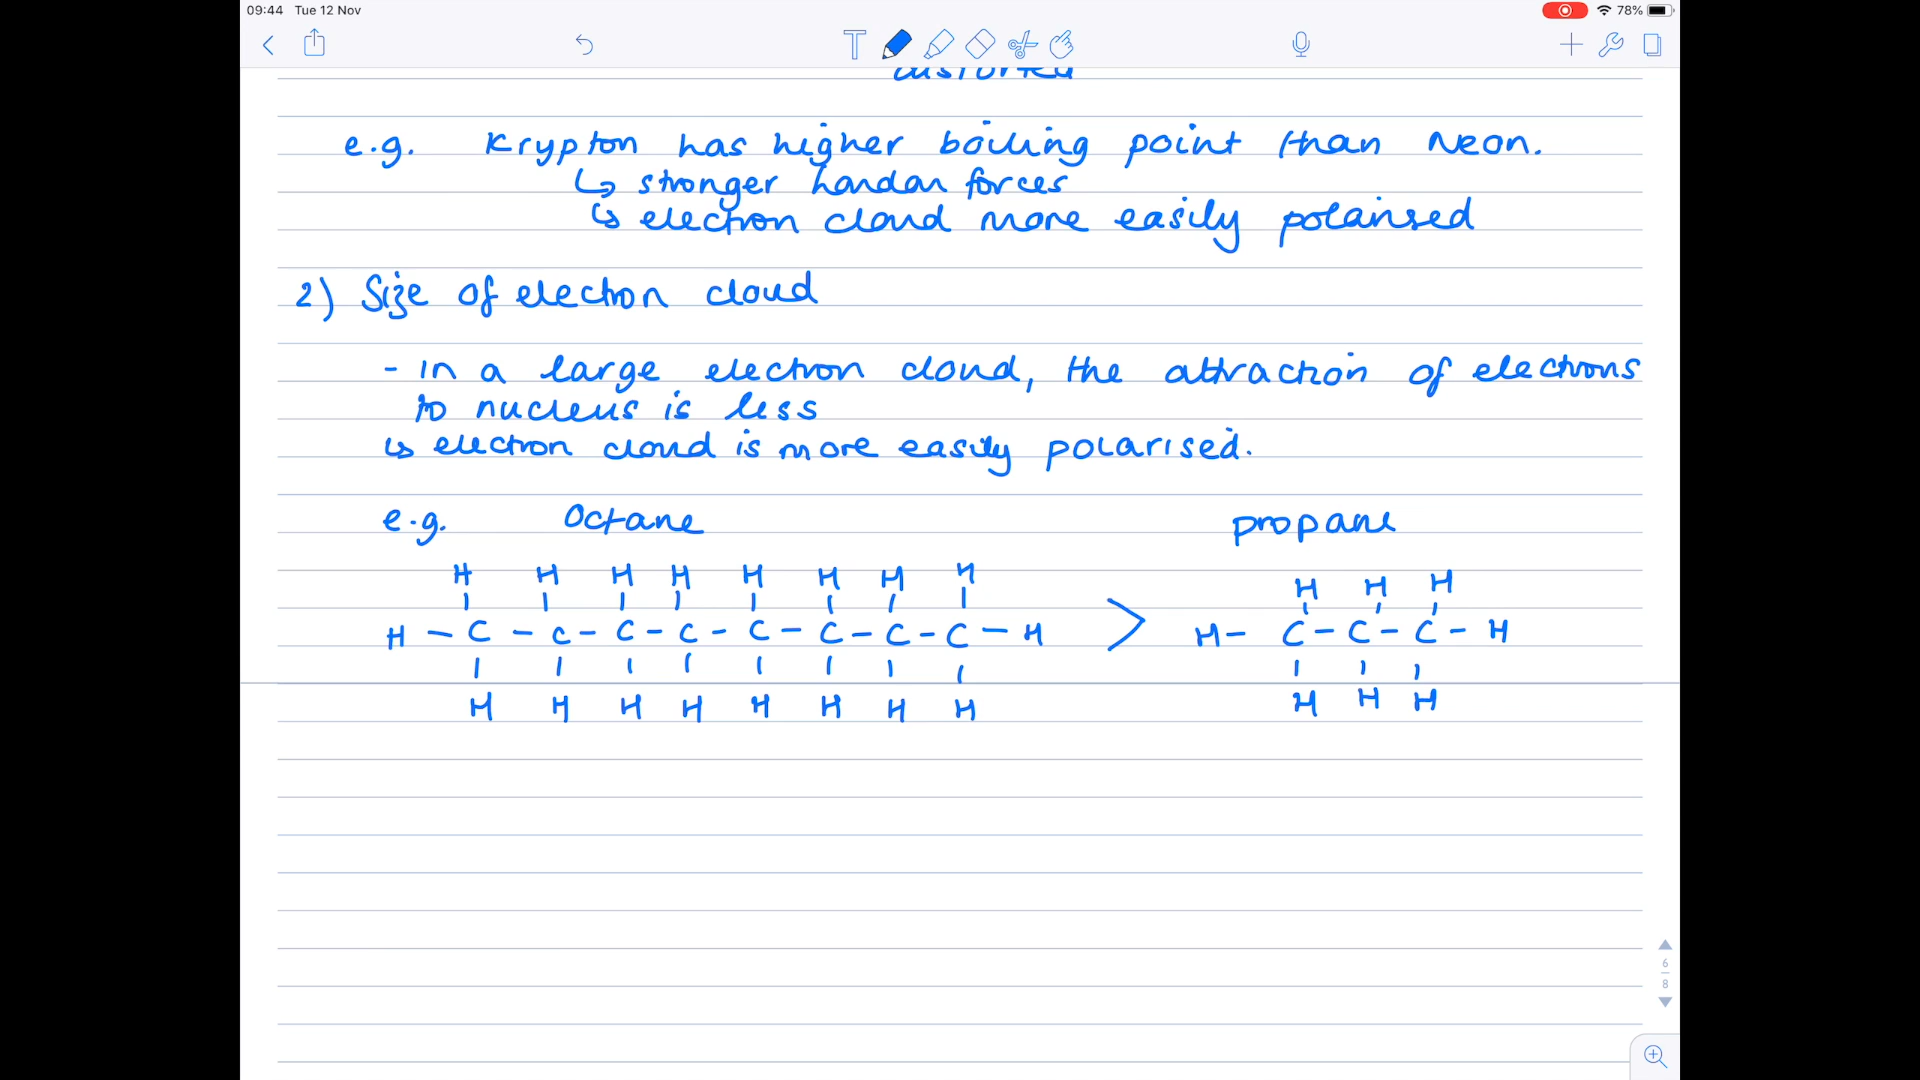 09:44 Tue 12 Nov
78%
distorted
e.g. Krypton has higher boiling point than Neon.
↳ stronger london forces
↳ electron cloud more easily polarised
2) Size of electron cloud
- in a large electron cloud, the attraction of electrons
to nucleus is less
↳ electron cloud is more easily polarised.
e.g. Octane propane
H H H H H H H H H H H
H - C - C - C - C - C - C - C - C - H > H - C - C - C - H
H H H H H H H H H H H
6
8